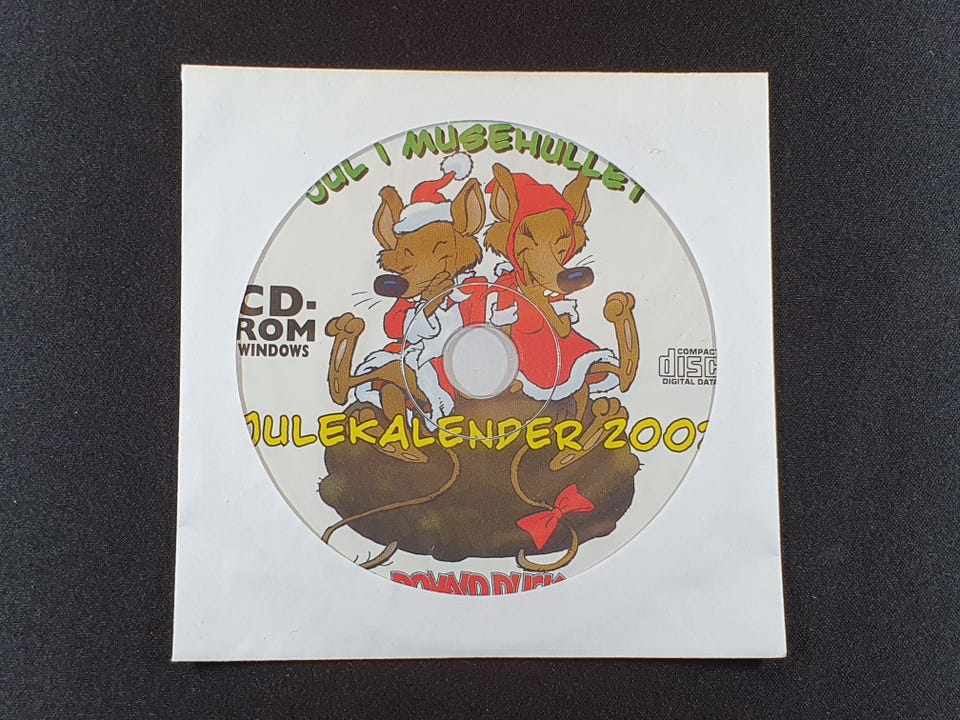 JUL I MUSEHULLET
CD-
ROM
WINDOWS
COMPACT
disc
DIGITAL DATA
JULEKALENDER